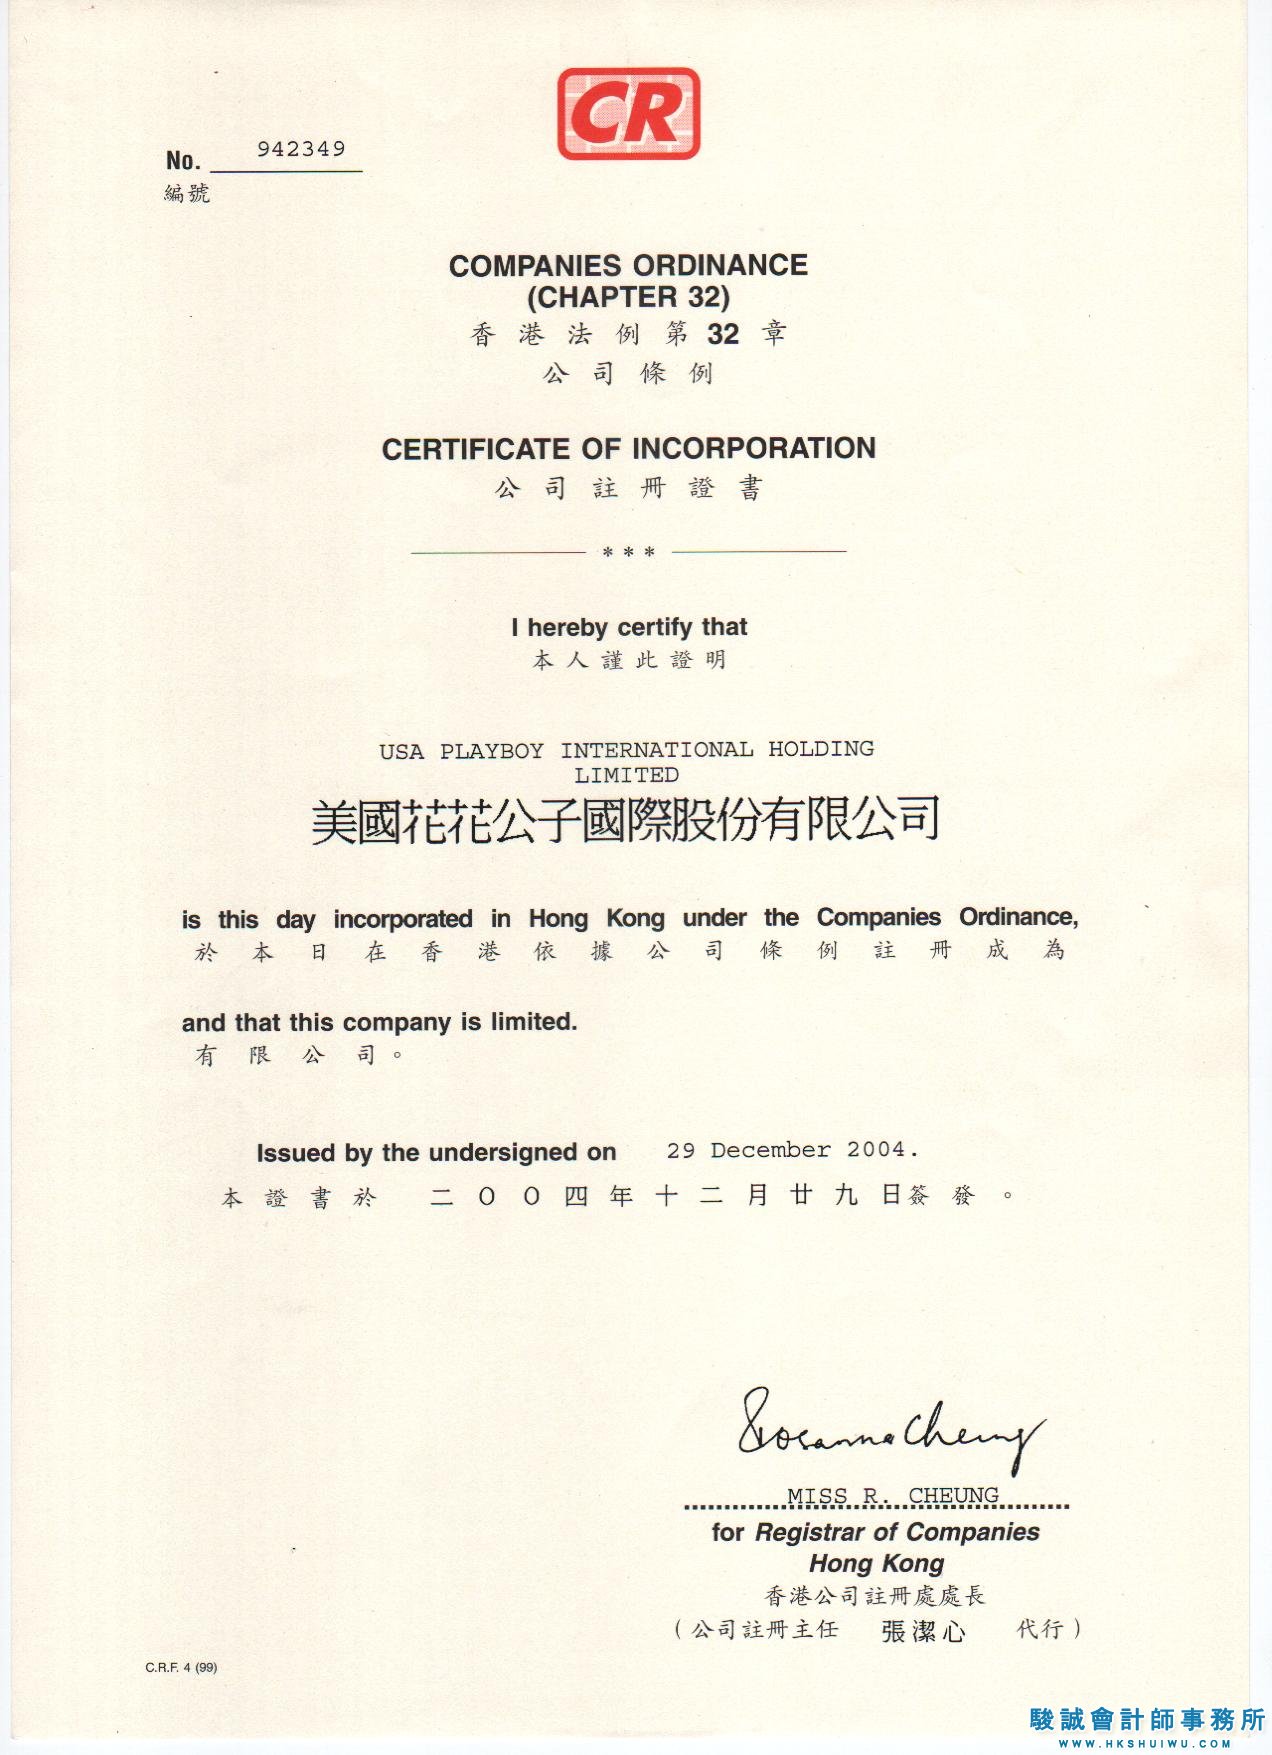 CR
No. 942349
編號
COMPANIES ORDINANCE
(CHAPTER 32)
香港法例第 32 章
公司條例
CERTIFICATE OF INCORPORATION
公司註冊證書
* * *
I hereby certify that
本人謹此證明
USA PLAYBOY INTERNATIONAL HOLDING
LIMITED
美國花花公子國際股份有限公司
is this day incorporated in Hong Kong under the Companies Ordinance,
於本日在香港依據公司條例註冊成為
and that this company is limited.
有限公司。
Issued by the undersigned on 29 December 2004.
本證書於 二〇〇四年十二月廿九日簽發。
Rosanna Cheung
MISS R. CHEUNG
for Registrar of Companies
Hong Kong
香港公司註冊處處長
（公司註冊主任 張潔心 代行）
C.R.F. 4 (99)
駿誠會計師事務所
WWW.HKSHUIWU.COM